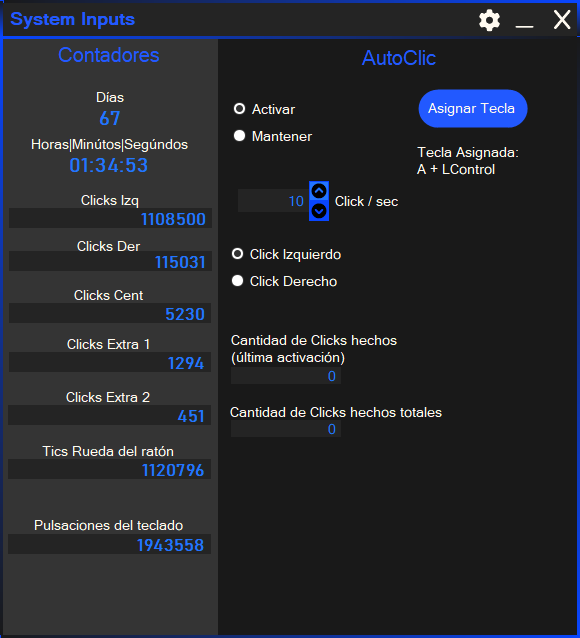 System Inputs
Contadores
Días
67
Horas|Minútos|Segúndos
01:34:53
Clicks Izq
1108500
Clicks Der
115031
Clicks Cent
5230
Clicks Extra 1
1294
Clicks Extra 2
451
Tics Rueda del ratón
1120796
Pulsaciones del teclado
1943558
AutoClic
Activar
Mantener
Asignar Tecla
Tecla Asignada:
A + LControl
10 Click / sec
Click Izquierdo
Click Derecho
Cantidad de Clicks hechos
(última activación)
0
Cantidad de Clicks hechos totales
0